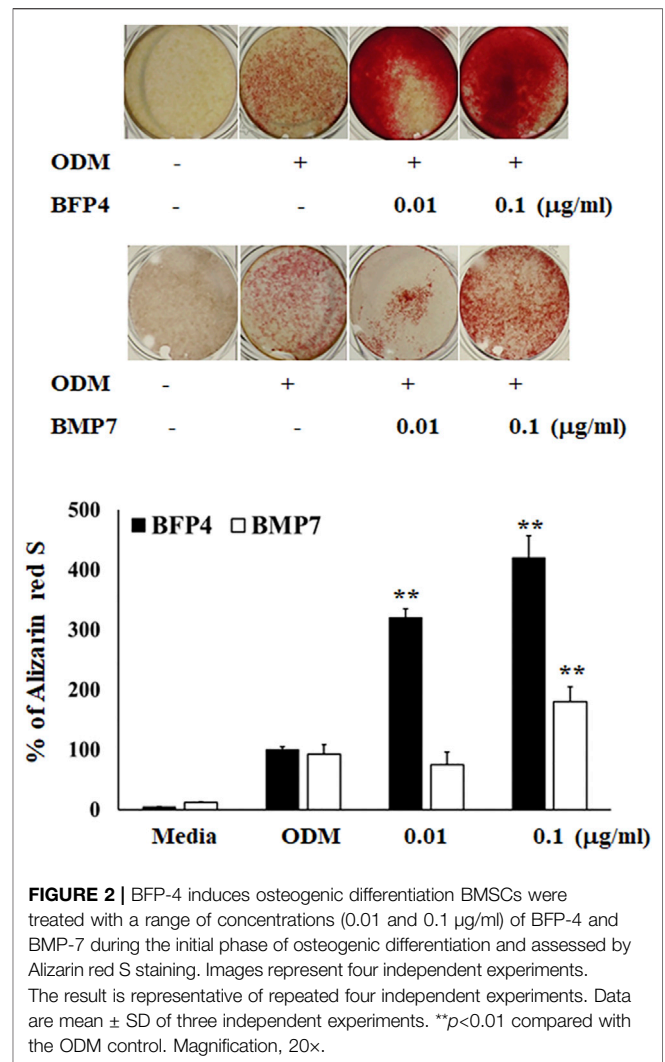 ODM - + + +
BFP4 - - 0.01 0.1 (μg/ml)
ODM - + + +
BMP7 - - 0.01 0.1 (μg/ml)
500
400
300
200
100
0
% of Alizarin red S
■ BFP4 □ BMP7
**
**
**
Media ODM 0.01 0.1 (μg/ml)
FIGURE 2 | BFP-4 induces osteogenic differentiation BMSCs were
treated with a range of concentrations (0.01 and 0.1 µg/ml) of BFP-4 and
BMP-7 during the initial phase of osteogenic differentiation and assessed by
Alizarin red S staining. Images represent four independent experiments.
The result is representative of repeated four independent experiments. Data
are mean ± SD of three independent experiments. **p<0.01 compared with
the ODM control. Magnification, 20×.